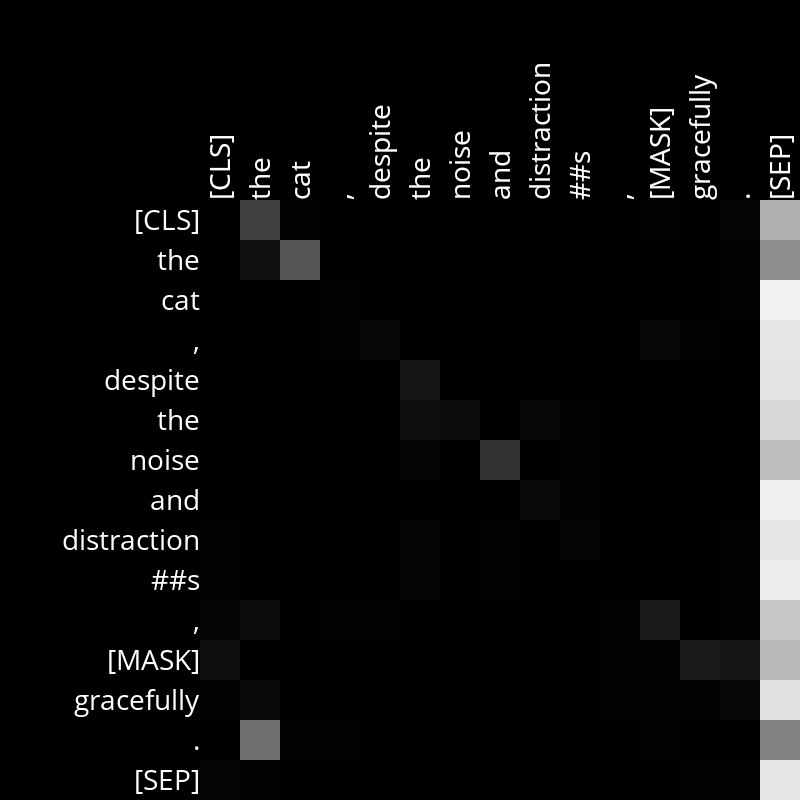 [CLS]
the
cat
,
despite
the
noise
and
distraction
##s
,
[MASK]
gracefully
.
[SEP]
[CLS]
the
cat
,
despite
the
noise
and
distraction
##s
,
[MASK]
gracefully
.
[SEP]